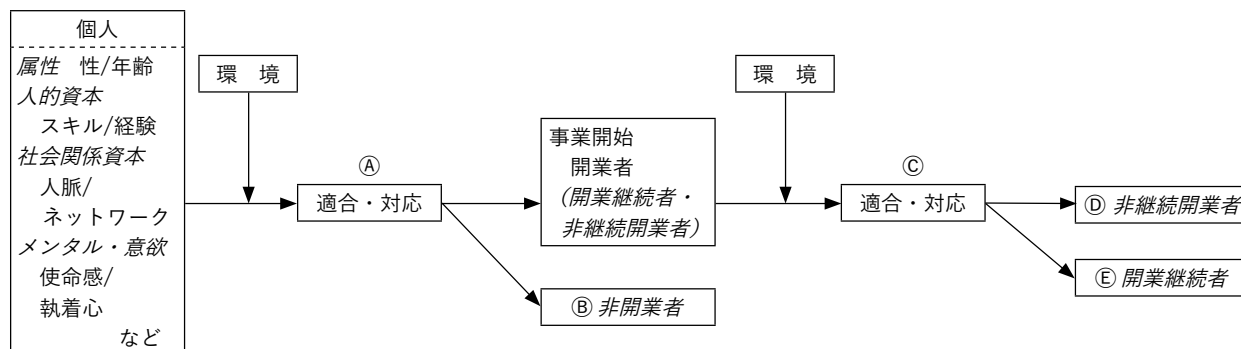 個人
属性　性/年齢
人的資本
スキル/経験
社会関係資本
人脈/
ネットワーク
メンタル・意欲
使命感/
執着心
など
環　境
Ⓐ
適合・対応
事業開始
開業者
（開業継続者・
非継続開業者）
Ⓑ 非開業者
環　境
Ⓒ
適合・対応
Ⓓ 非継続開業者
Ⓔ 開業継続者